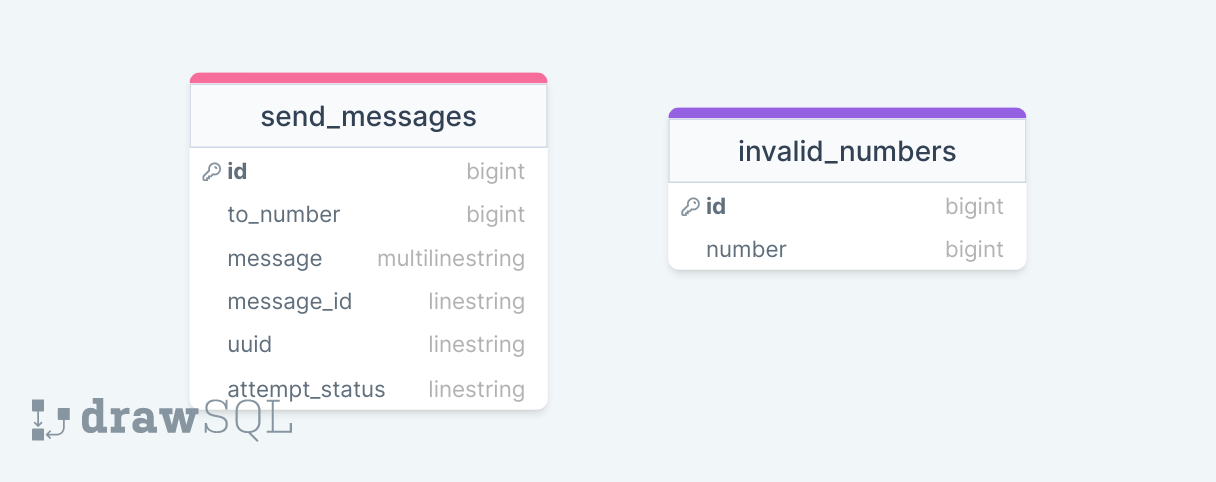 send_messages
id bigint
to_number bigint
message multilinestring
message_id linestring
uuid linestring
attempt_status linestring
invalid_numbers
id bigint
number bigint
drawSQL